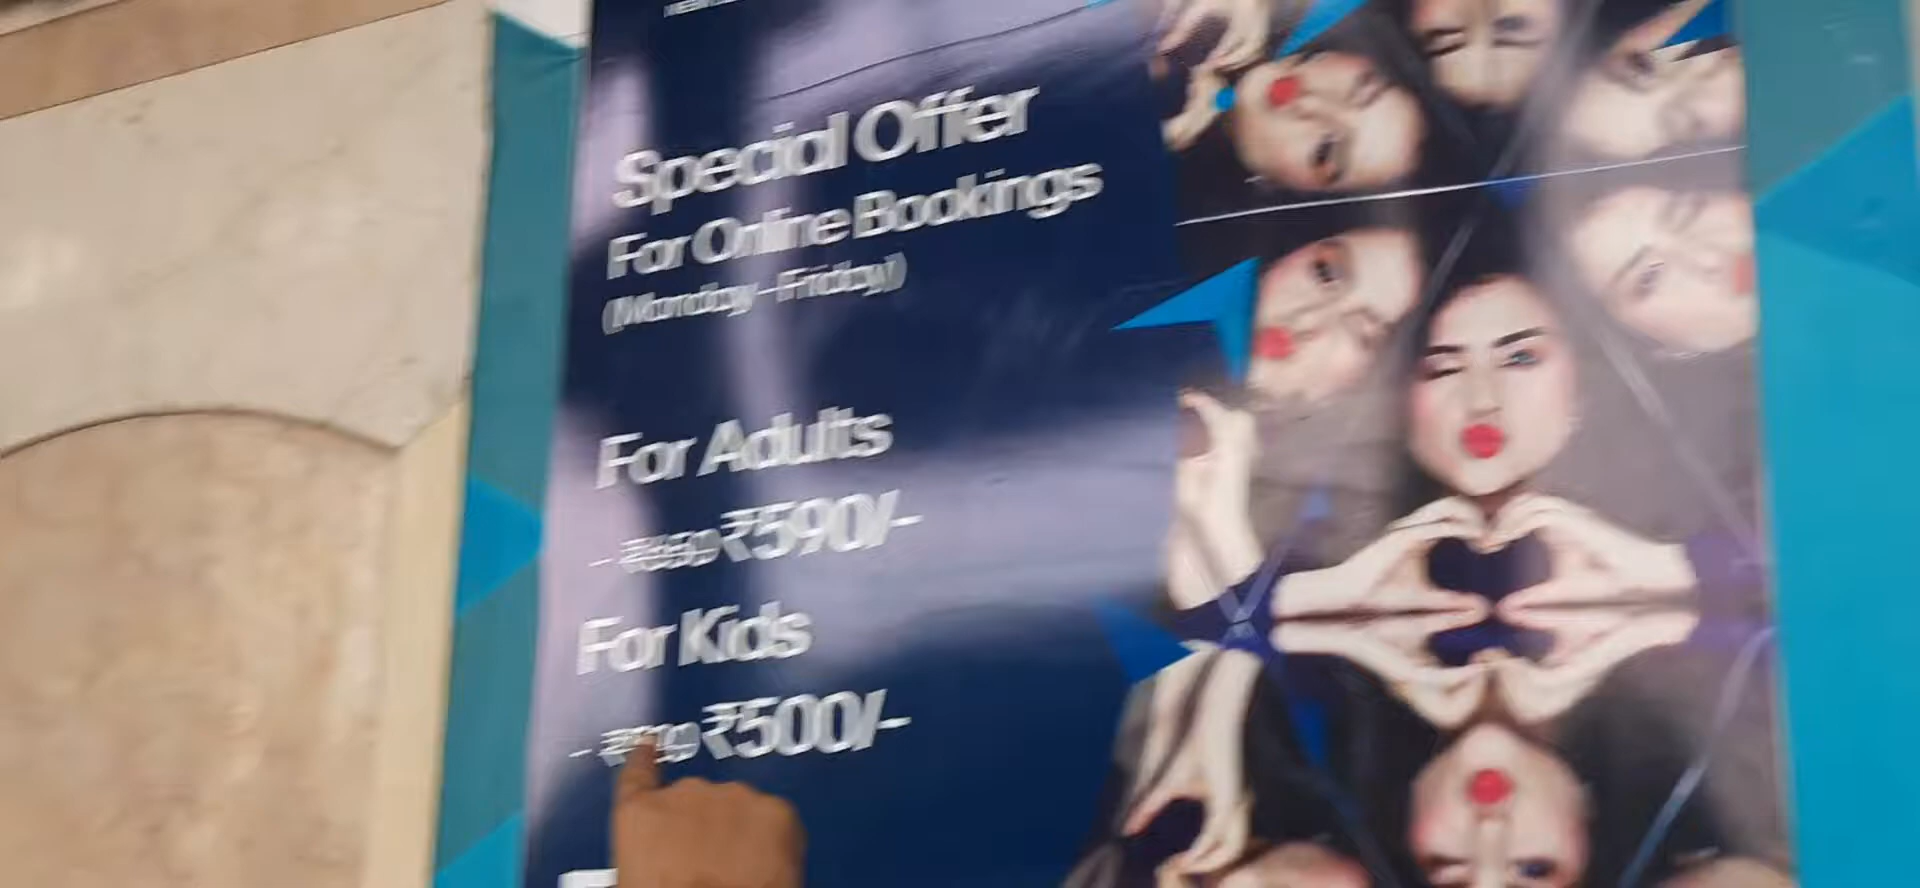 Special Offer
For Online Bookings
(Monday - Friday)
For Adults
- ₹590/-
For Kids
- ₹500/-